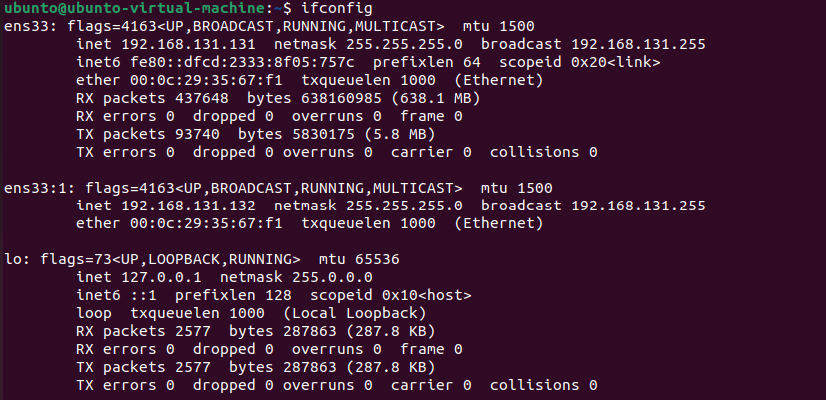 ubunto@ubunto-virtual-machine:~$ ifconfig
ens33: flags=4163<UP,BROADCAST,RUNNING,MULTICAST>  mtu 1500
        inet 192.168.131.131  netmask 255.255.255.0  broadcast 192.168.131.255
        inet6 fe80::dfcd:2333:8f05:757c  prefixlen 64  scopeid 0x20<link>
        ether 00:0c:29:35:67:f1  txqueuelen 1000  (Ethernet)
        RX packets 437648  bytes 638160985 (638.1 MB)
        RX errors 0  dropped 0  overruns 0  frame 0
        TX packets 93740  bytes 5830175 (5.8 MB)
        TX errors 0  dropped 0 overruns 0  carrier 0  collisions 0

ens33:1: flags=4163<UP,BROADCAST,RUNNING,MULTICAST>  mtu 1500
        inet 192.168.131.132  netmask 255.255.255.0  broadcast 192.168.131.255
        ether 00:0c:29:35:67:f1  txqueuelen 1000  (Ethernet)

lo: flags=73<UP,LOOPBACK,RUNNING>  mtu 65536
        inet 127.0.0.1  netmask 255.0.0.0
        inet6 ::1  prefixlen 128  scopeid 0x10<host>
        loop  txqueuelen 1000  (Local Loopback)
        RX packets 2577  bytes 287863 (287.8 KB)
        RX errors 0  dropped 0  overruns 0  frame 0
        TX packets 2577  bytes 287863 (287.8 KB)
        TX errors 0  dropped 0 overruns 0  carrier 0  collisions 0